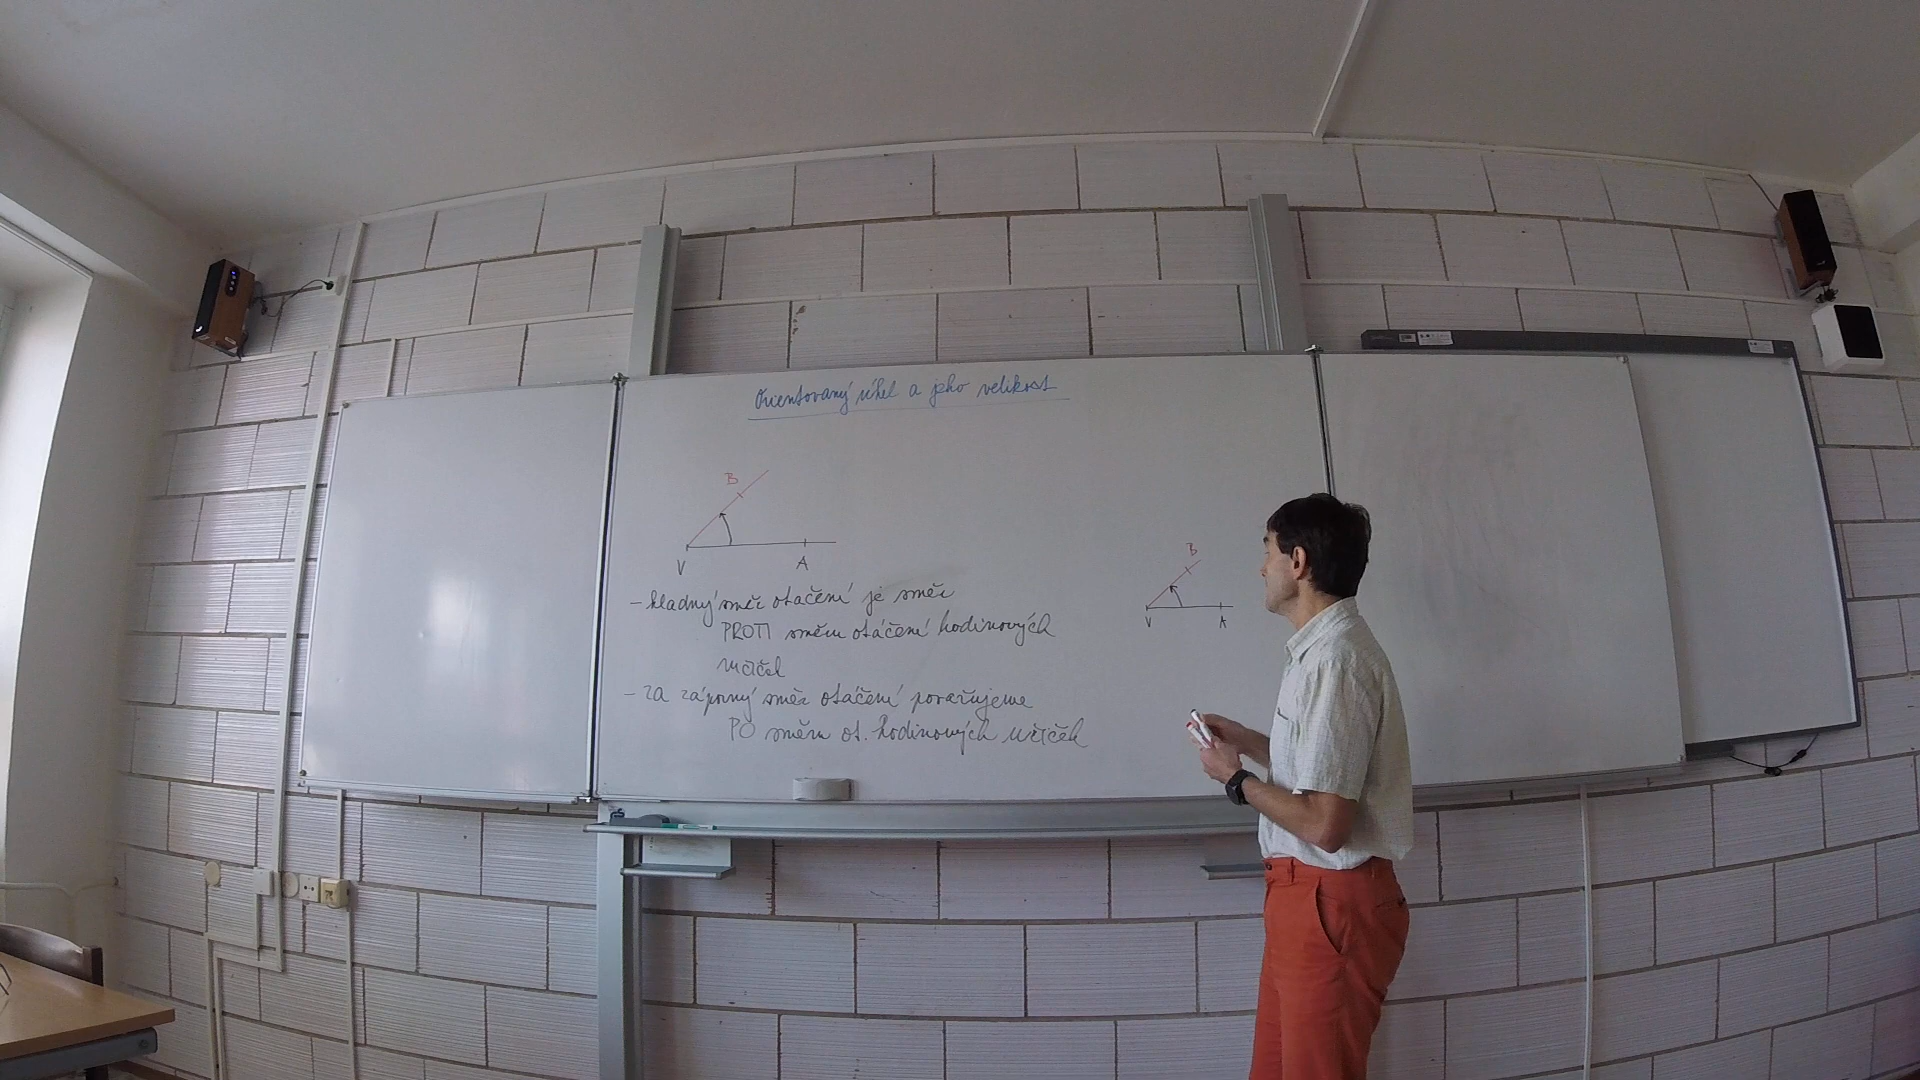 Orientovaný úhel a jeho velikost
B
V A
B
V A
- kladný směr otáčení je směr
PROTI směru otáčení hodinových
ručiček
- za záporný směr otáčení považujeme
PO směru ot. hodinových ručiček